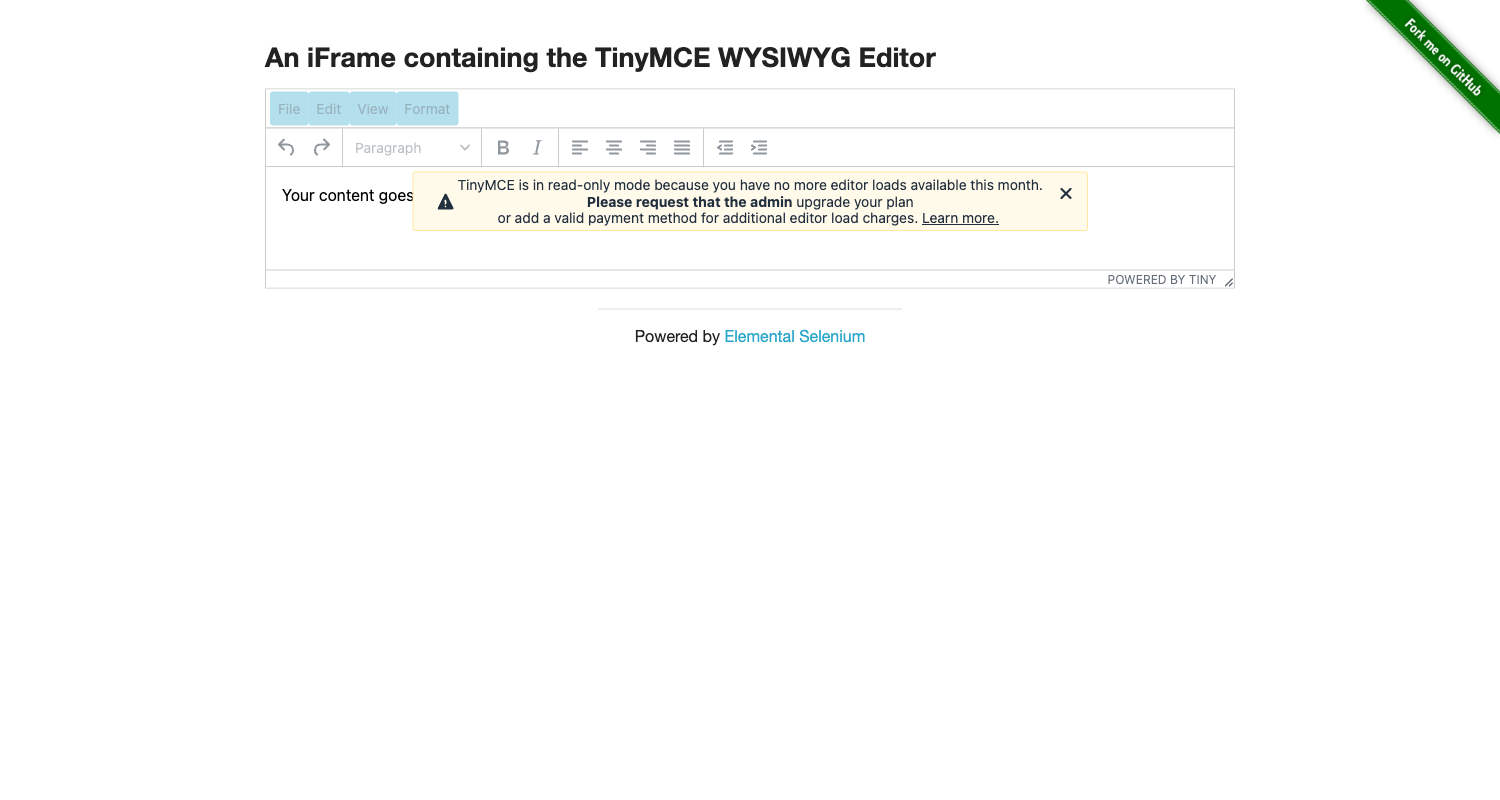 Fork me on GitHub
An iFrame containing the TinyMCE WYSIWYG Editor
File Edit View Format
Paragraph B I
Your content goes
TinyMCE is in read-only mode because you have no more editor loads available this month.
Please request that the admin upgrade your plan
or add a valid payment method for additional editor load charges. Learn more.
POWERED BY TINY
Powered by Elemental Selenium